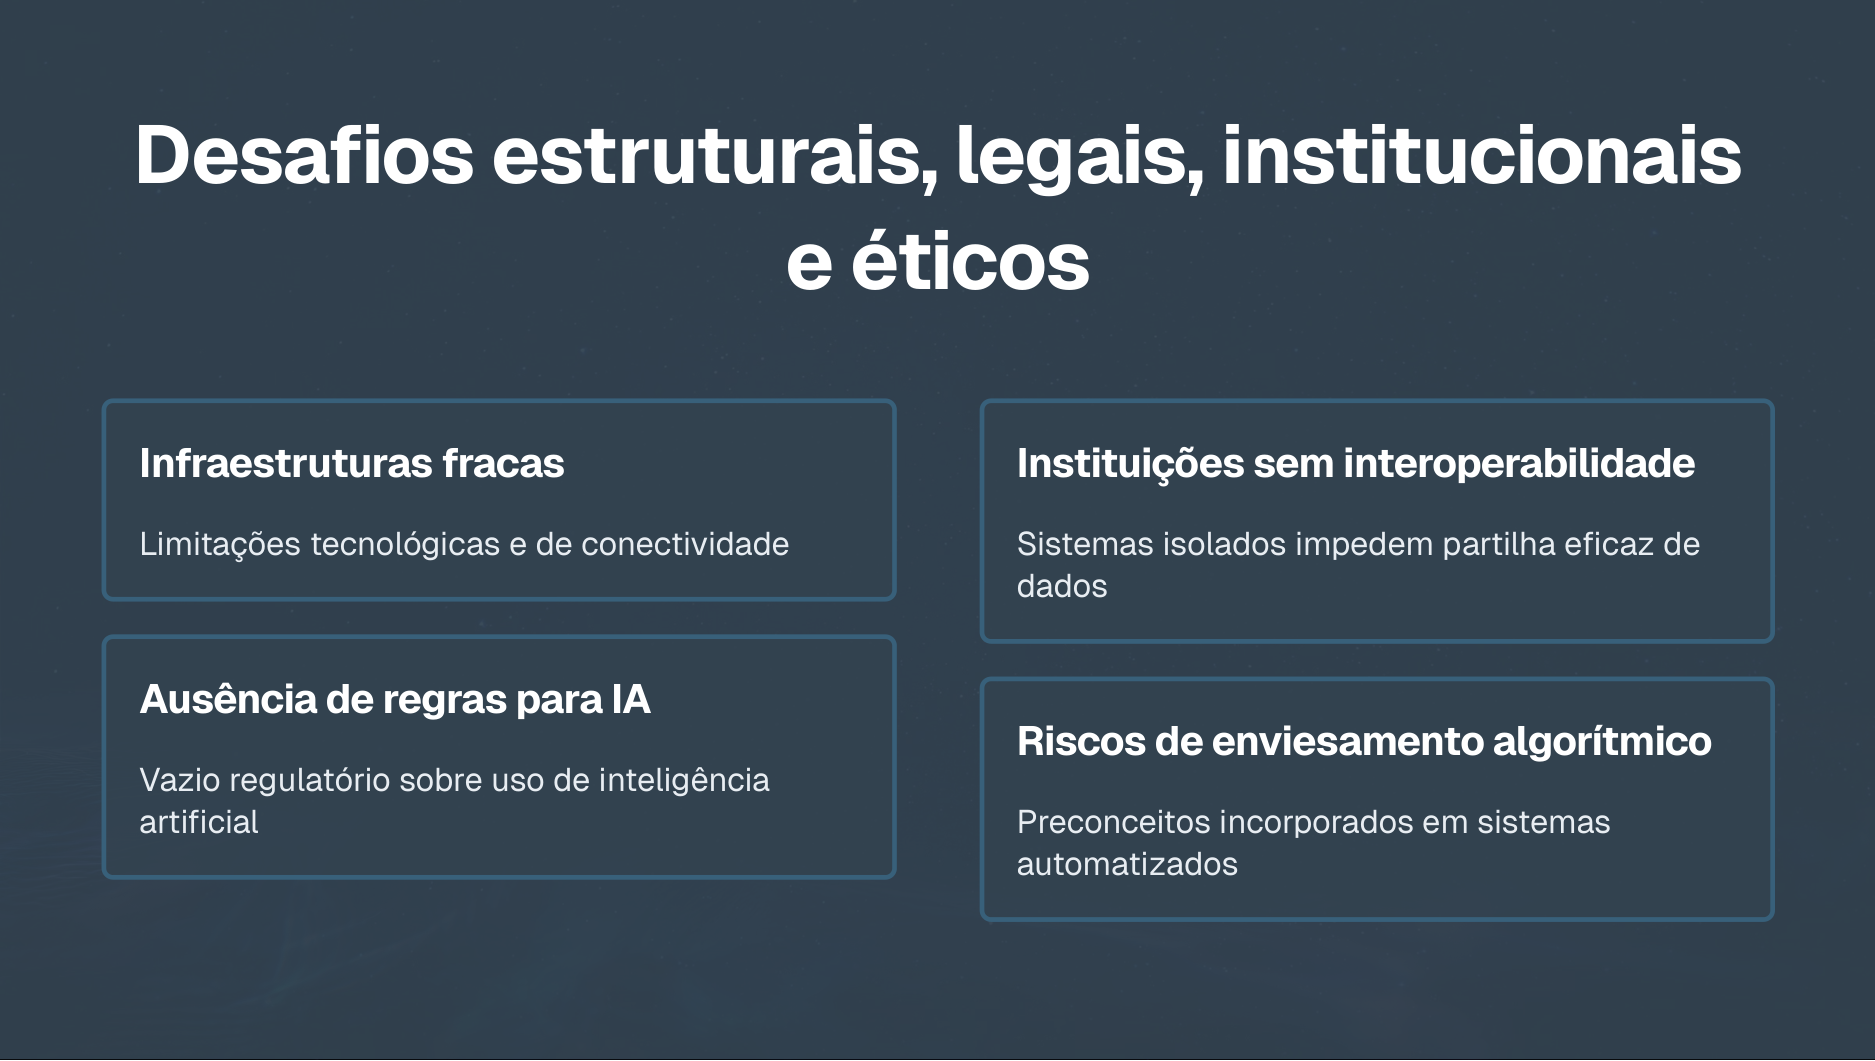 Desafios estruturais, legais, institucionais
e éticos
Infraestruturas fracas
Limitações tecnológicas e de conectividade
Instituições sem interoperabilidade
Sistemas isolados impedem partilha eficaz de
dados
Ausência de regras para IA
Vazio regulatório sobre uso de inteligência
artificial
Riscos de enviesamento algorítmico
Preconceitos incorporados em sistemas
automatizados